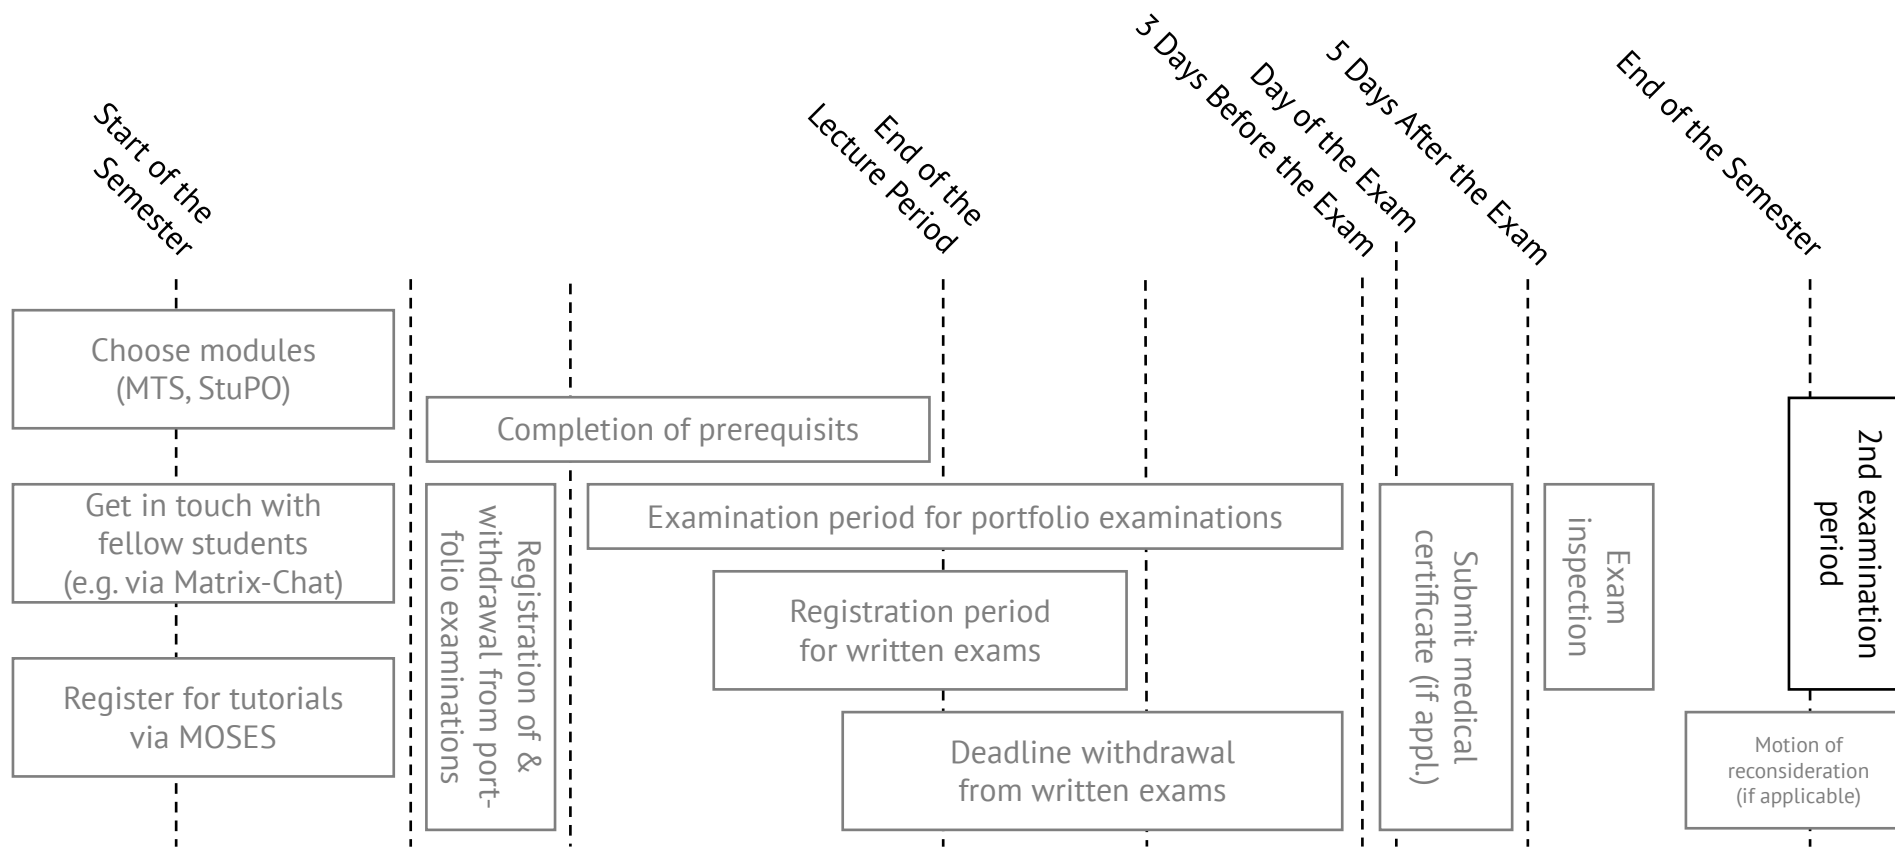 Start of the
Semester
End of the
Lecture Period
3 Days Before the Exam
Day of the Exam
5 Days After the Exam
End of the Semester
Choose modules
(MTS, StuPO)
Get in touch with
fellow students
(e.g. via Matrix-Chat)
Register for tutorials
via MOSES
Completion of prerequisits
Registration of &
withdrawal from port-
folio examinations
Examination period for portfolio examinations
Registration period
for written exams
Deadline withdrawal
from written exams
Submit medical
certificate (if appl.)
Exam
inspection
2nd examination
period
Motion of
reconsideration
(if applicable)